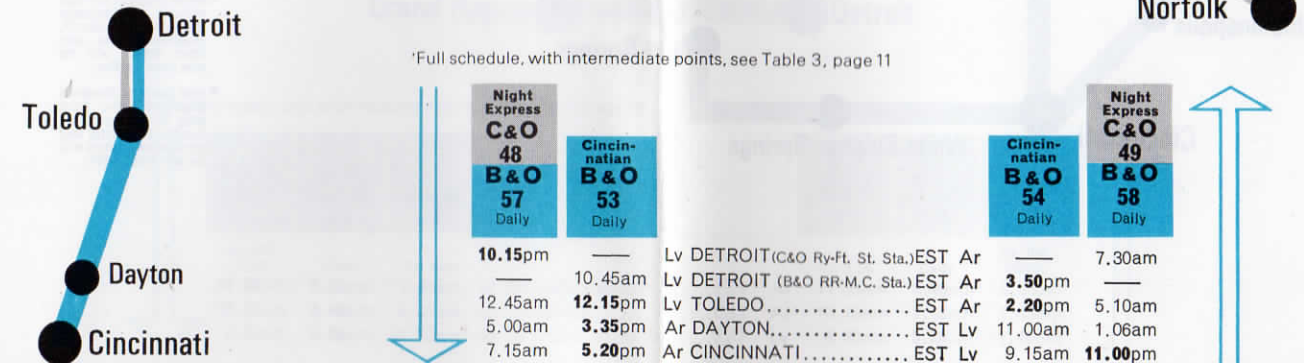 Detroit
Norfolk
*Full schedule, with intermediate points, see Table 3, page 11
Toledo
Dayton
Cincinnati
Night
Express
C&O
48
B&O
57
Daily
Cincin-
natian
B&O
53
Daily
Cincin-
natian
B&O
54
Daily
Night
Express
C&O
49
B&O
58
Daily
10.15pm — Lv DETROIT (C&O Ry-Ft. St. Sta.) EST Ar — 7.30am
— 10.45am Lv DETROIT (B&O RR-M.C. Sta.) EST Ar 3.50pm —
12.45am 12.15pm Lv TOLEDO................ EST Ar 2.20pm 5.10am
5.00am 3.35pm Ar DAYTON................ EST Lv 11.00am 1.06am
7.15am 5.20pm Ar CINCINNATI............ EST Lv 9.15am 11.00pm